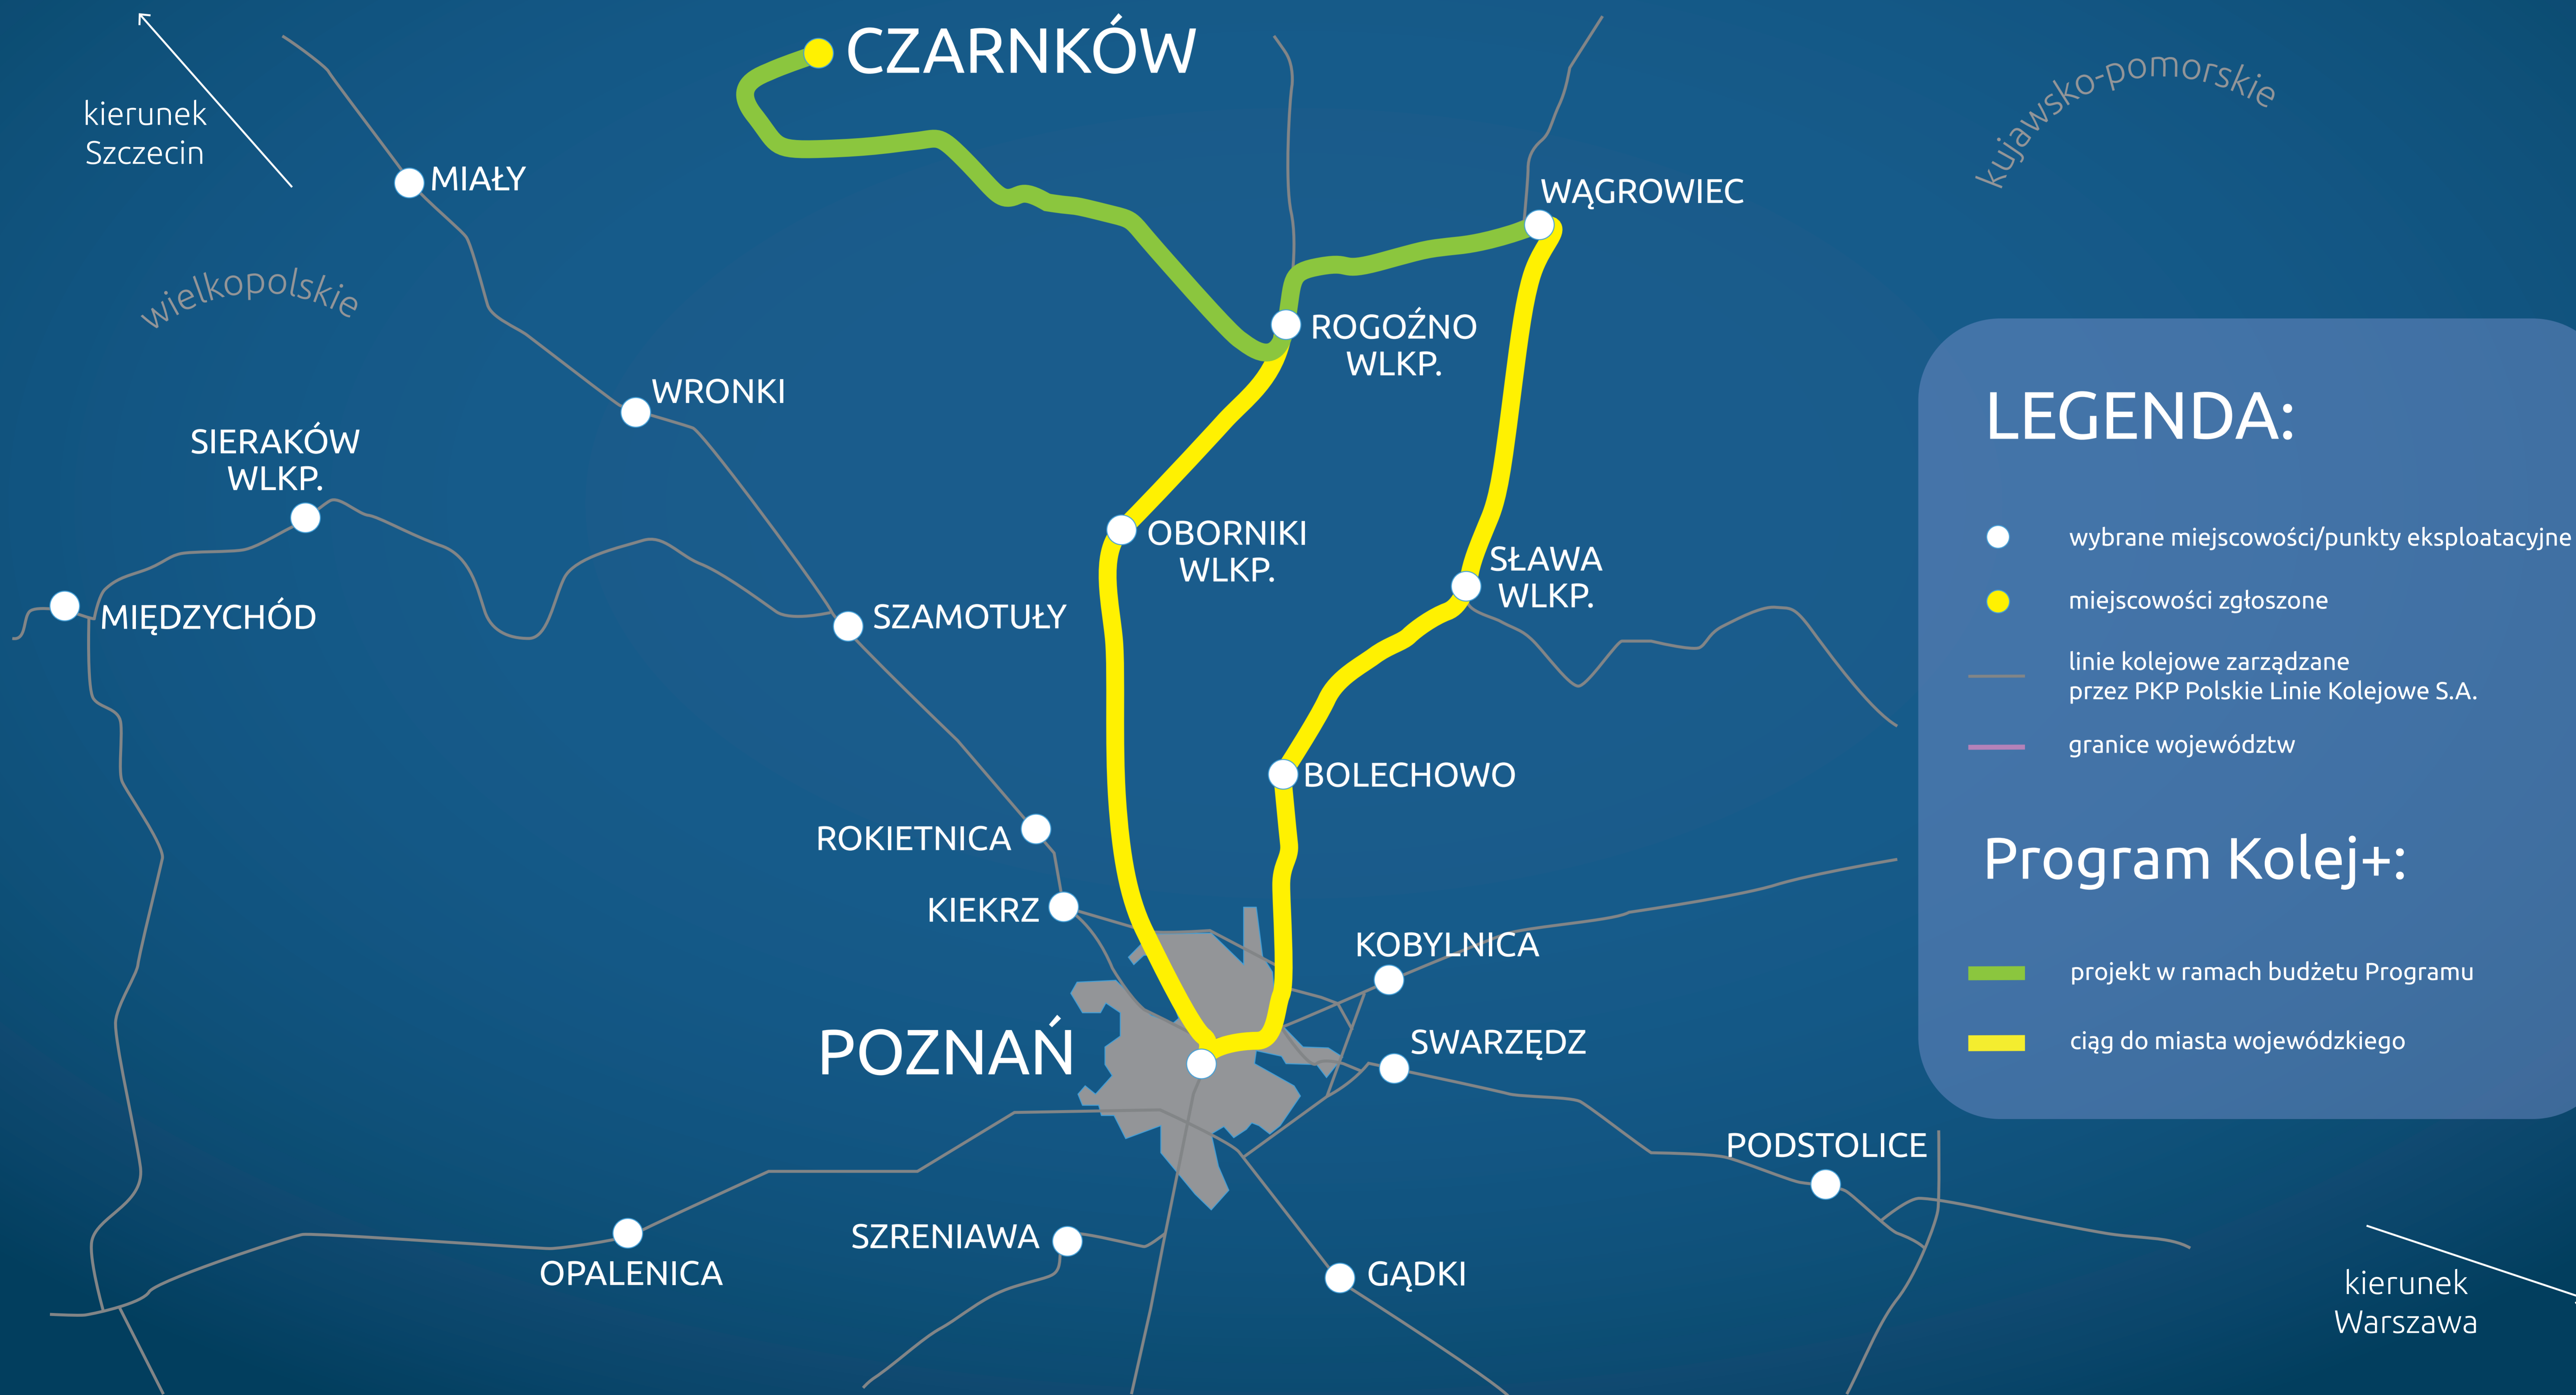 CZARNKÓW
kierunek
Szczecin
kujawsko-pomorskie
MIAŁY
WĄGROWIEC
wielkopolskie
ROGOŹNO
WLKP.
WRONKI
SIERAKÓW
WLKP.
OBORNIKI
WLKP.
SŁAWA
WLKP.
MIĘDZYCHÓD
SZAMOTUŁY
BOLECHOWO
ROKIETNICA
KIEKRZ
KOBYLNICA
POZNAŃ
SWARZĘDZ
PODSTOLICE
SZRENIAWA
OPALENICA
GĄDKI
LEGENDA:
wybrane miejscowości/punkty eksploatacyjne
miejscowości zgłoszone
linie kolejowe zarządzane
przez PKP Polskie Linie Kolejowe S.A.
granice województw
Program Kolej+:
projekt w ramach budżetu Programu
ciąg do miasta wojewódzkiego
kierunek
Warszawa